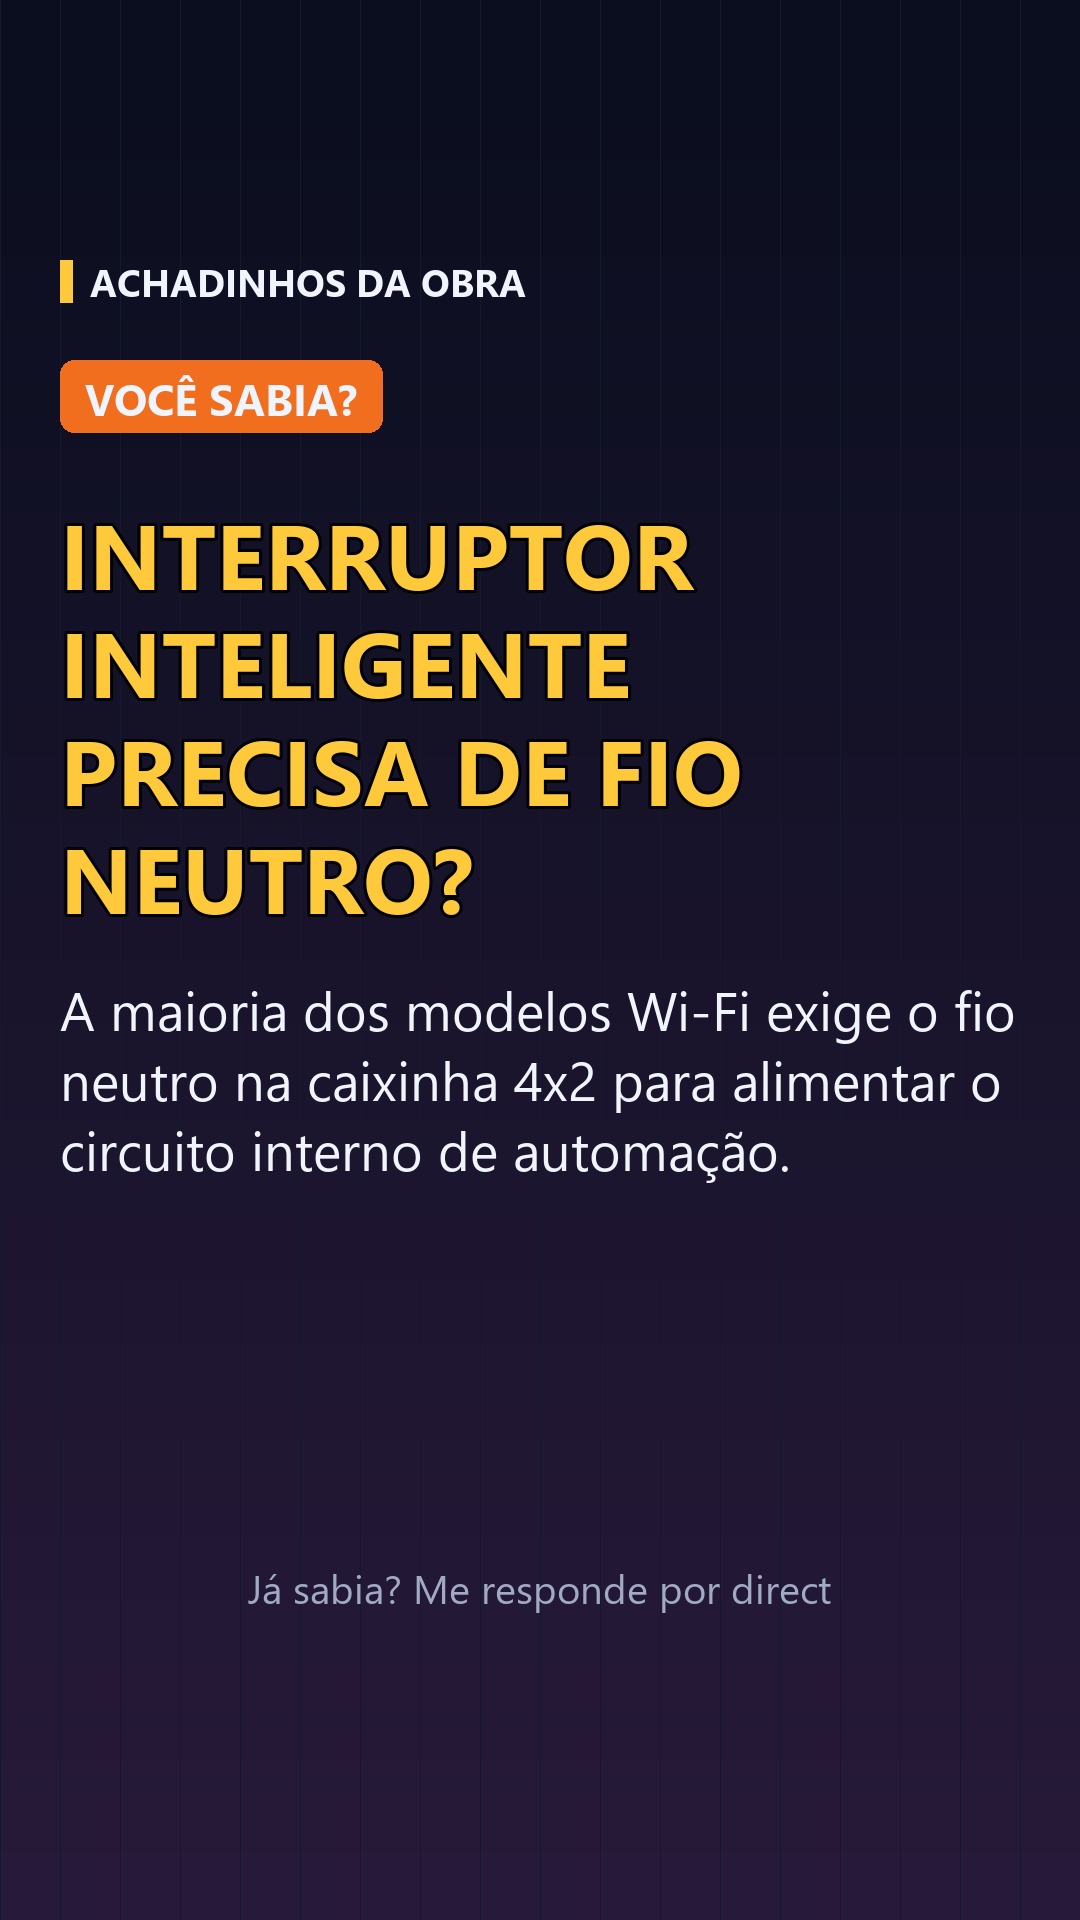 ACHADINHOS DA OBRA
VOCÊ SABIA?
INTERRUPTOR
INTELIGENTE
PRECISA DE FIO
NEUTRO?
A maioria dos modelos Wi-Fi exige o fio
neutro na caixinha 4x2 para alimentar o
circuito interno de automação.
Já sabia? Me responde por direct